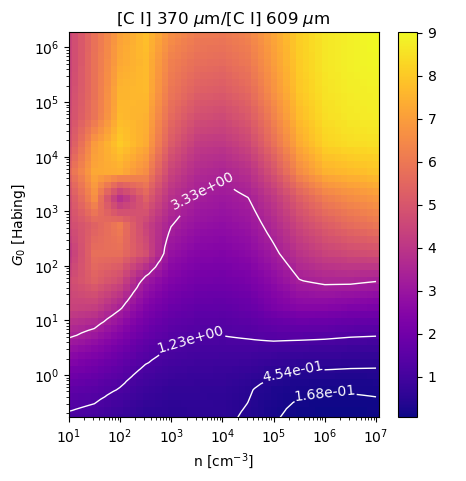 [C I] 370 μm/[C I] 609 μm
G₀ [Habing]
10⁶
10⁵
10⁴
10³
10²
10¹
10⁰
3.33e+00
1.23e+00
4.54e-01
1.68e-01
10¹ 10² 10³ 10⁴ 10⁵ 10⁶ 10⁷
n [cm⁻³]
9
8
7
6
5
4
3
2
1